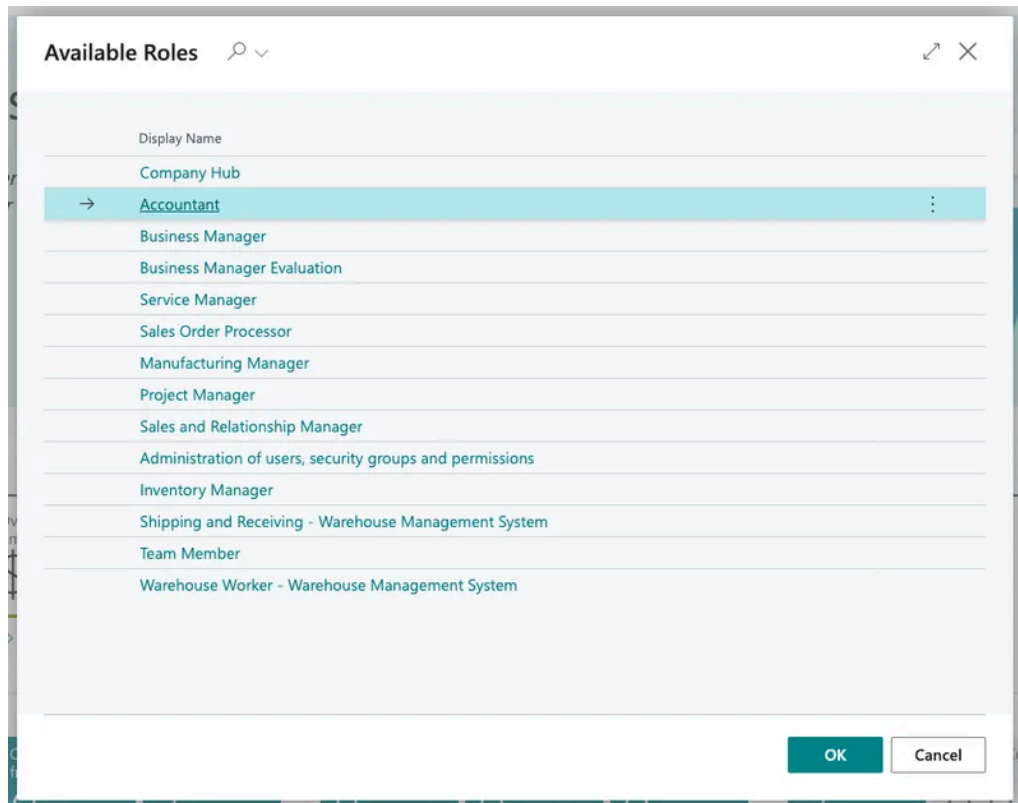 Available Roles
Display Name
Company Hub
Accountant
Business Manager
Business Manager Evaluation
Service Manager
Sales Order Processor
Manufacturing Manager
Project Manager
Sales and Relationship Manager
Administration of users, security groups and permissions
Inventory Manager
Shipping and Receiving - Warehouse Management System
Team Member
Warehouse Worker - Warehouse Management System
OK
Cancel